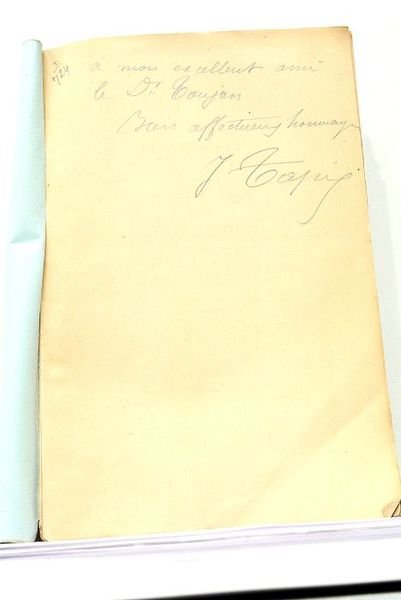 à mon excellent ami
le Dr. Toujan
Bien affectueux hommage
J